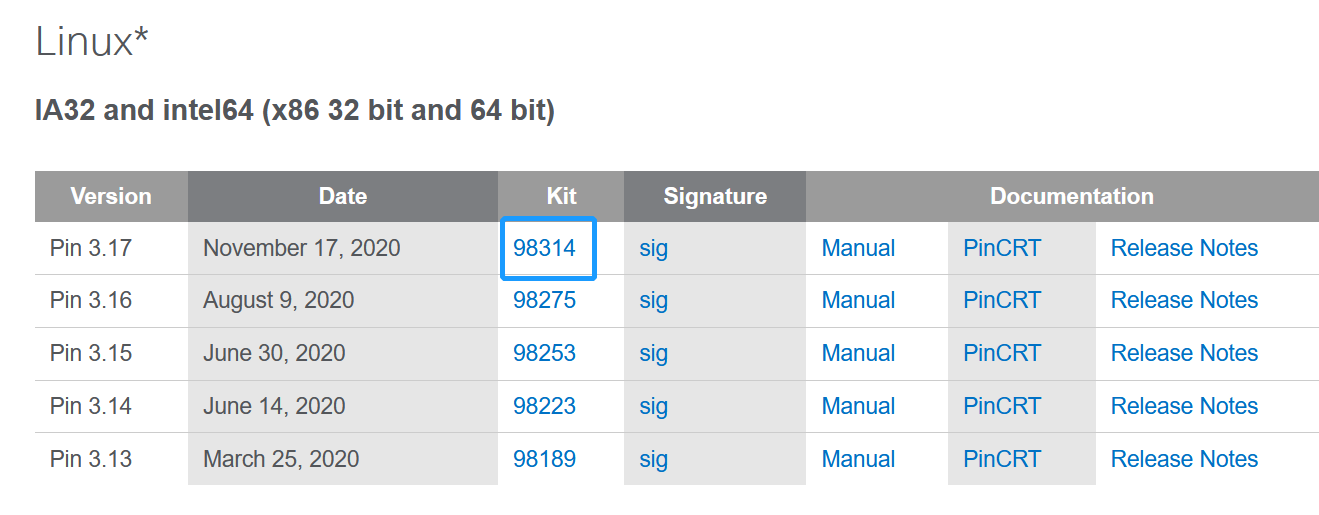 Linux*
IA32 and intel64 (x86 32 bit and 64 bit)
Version Date Kit Signature Documentation
Pin 3.17 November 17, 2020 98314 sig Manual PinCRT Release Notes
Pin 3.16 August 9, 2020 98275 sig Manual PinCRT Release Notes
Pin 3.15 June 30, 2020 98253 sig Manual PinCRT Release Notes
Pin 3.14 June 14, 2020 98223 sig Manual PinCRT Release Notes
Pin 3.13 March 25, 2020 98189 sig Manual PinCRT Release Notes